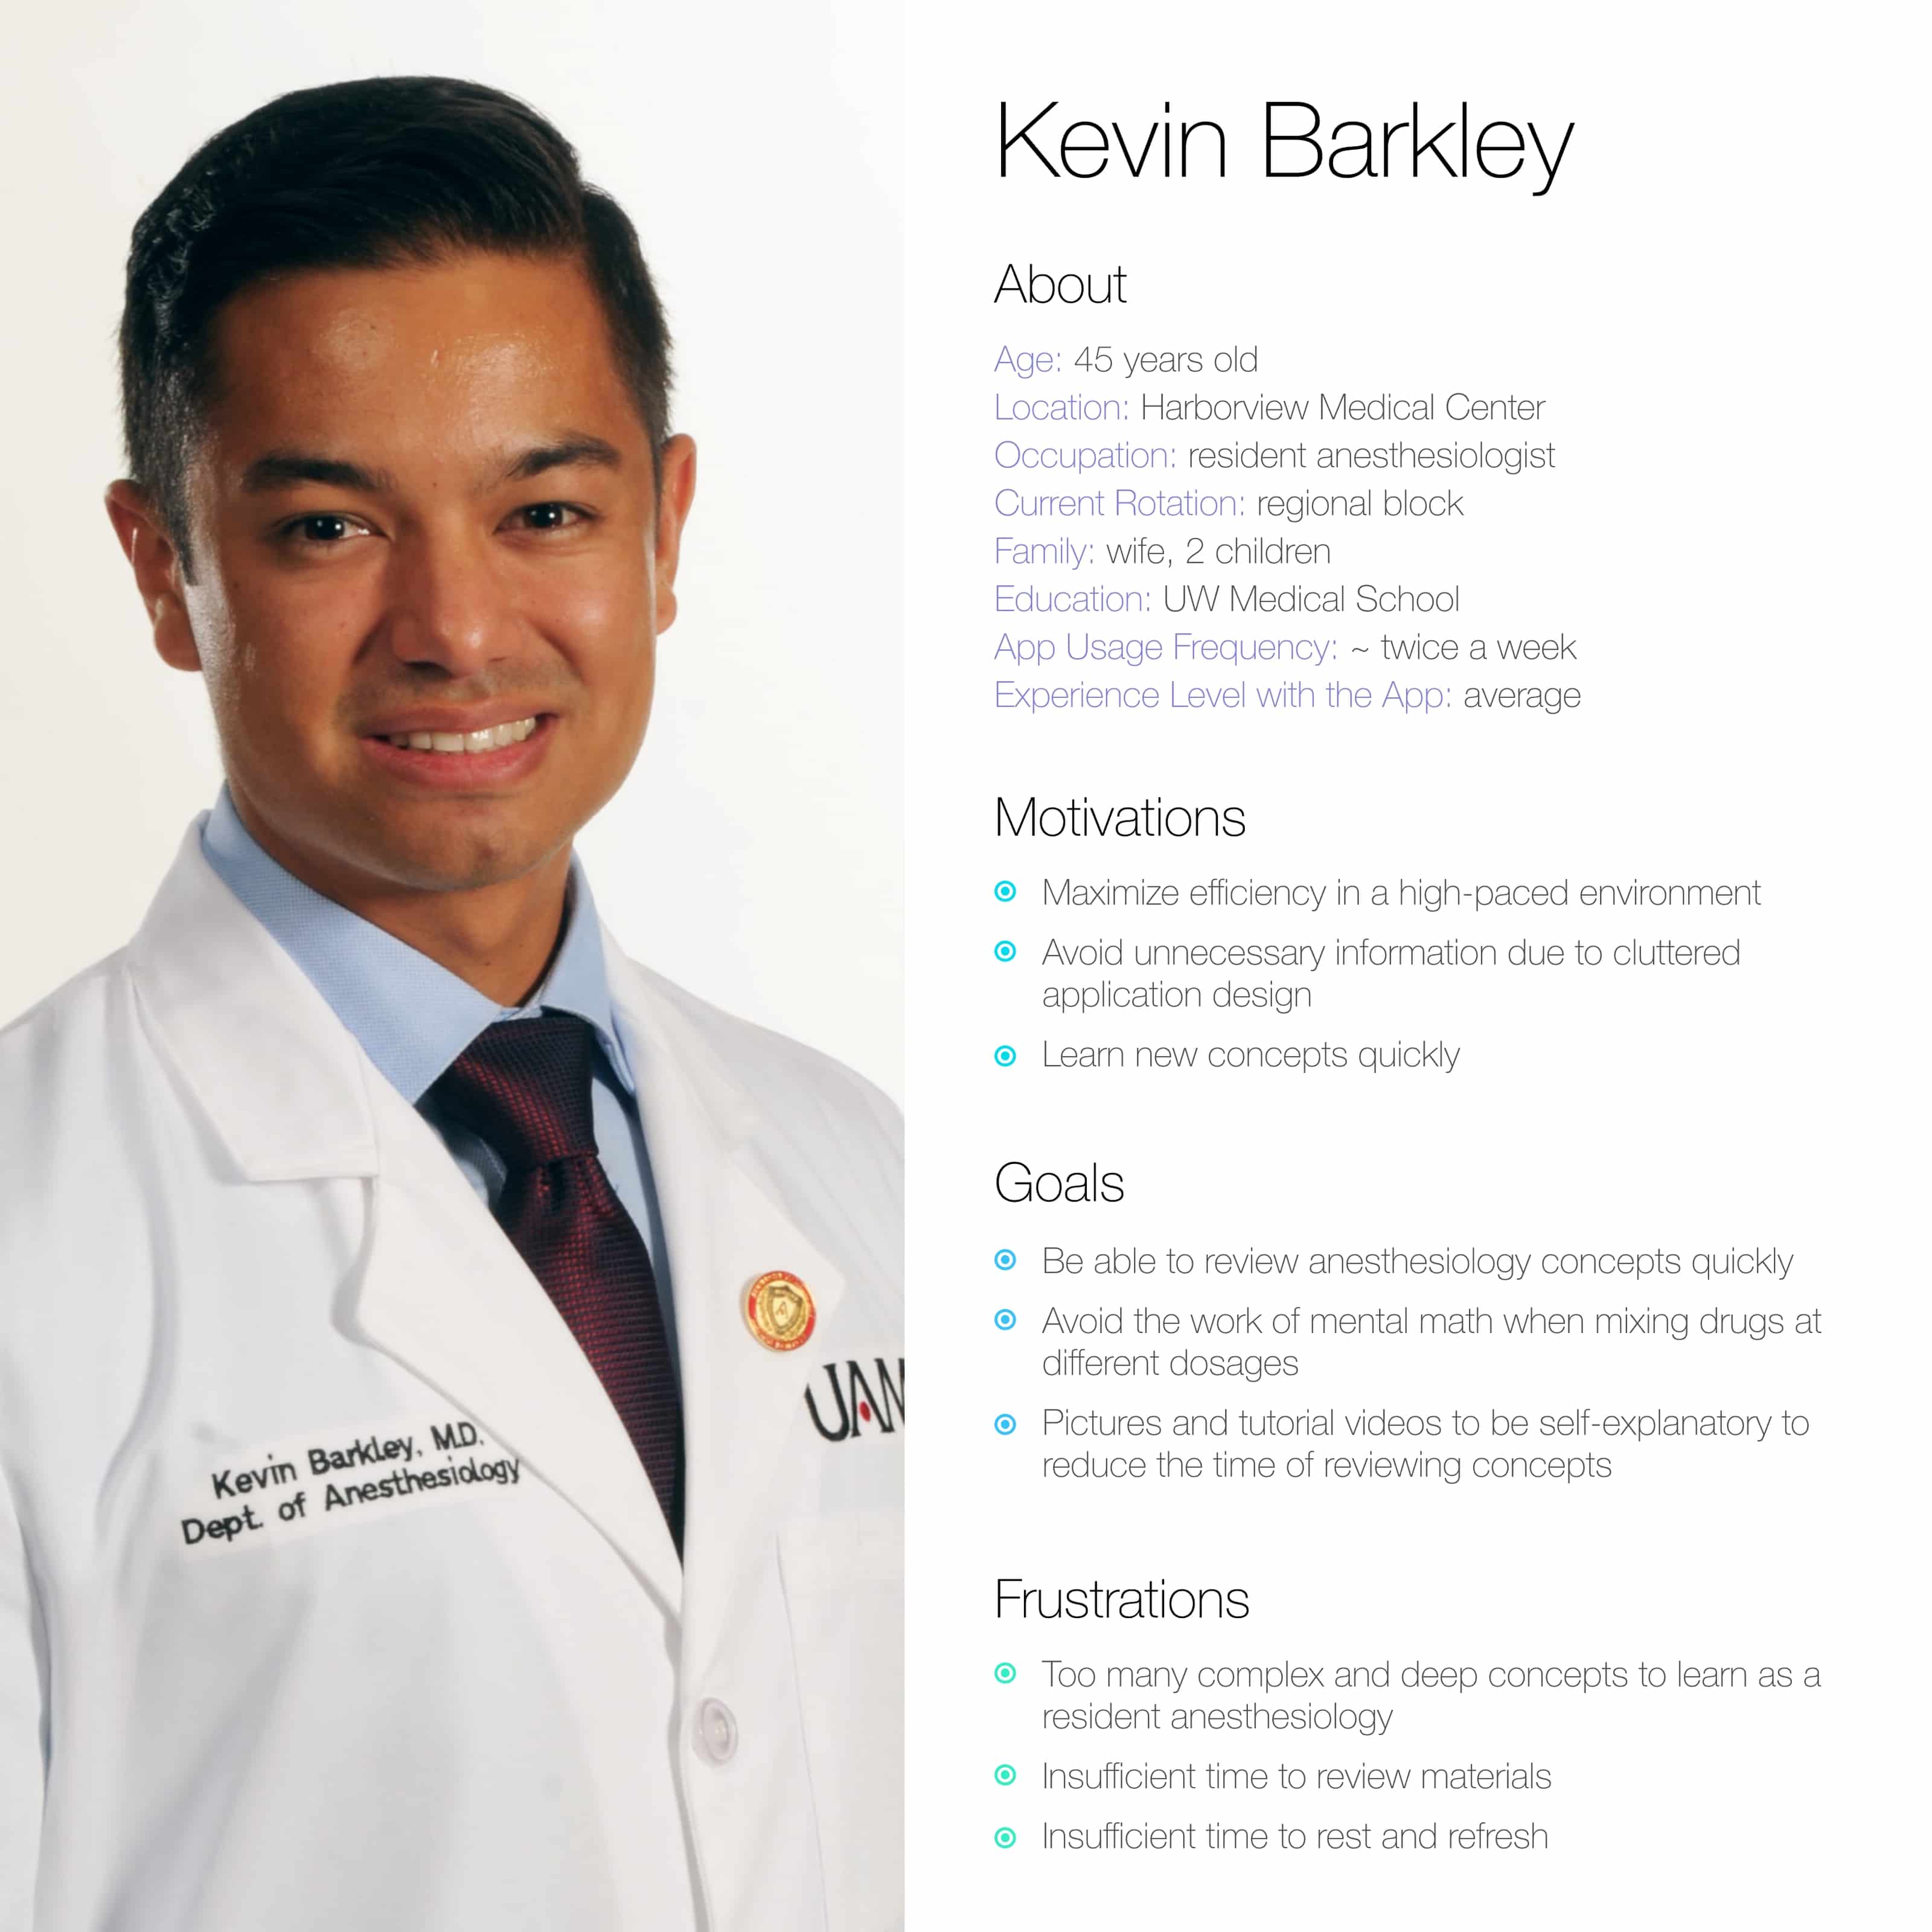 Kevin Barkley
About
Age: 45 years old
Location: Harborview Medical Center
Occupation: resident anesthesiologist
Current Rotation: regional block
Family: wife, 2 children
Education: UW Medical School
App Usage Frequency: ~ twice a week
Experience Level with the App: average
Motivations
Maximize efficiency in a high-paced environment
Avoid unnecessary information due to cluttered
application design
Learn new concepts quickly
Goals
Be able to review anesthesiology concepts quickly
Avoid the work of mental math when mixing drugs at
different dosages
Pictures and tutorial videos to be self-explanatory to
reduce the time of reviewing concepts
Frustrations
Too many complex and deep concepts to learn as a
resident anesthesiology
Insufficient time to review materials
Insufficient time to rest and refresh
Kevin Barkley, M.D.
Dept. of Anesthesiology
UAM